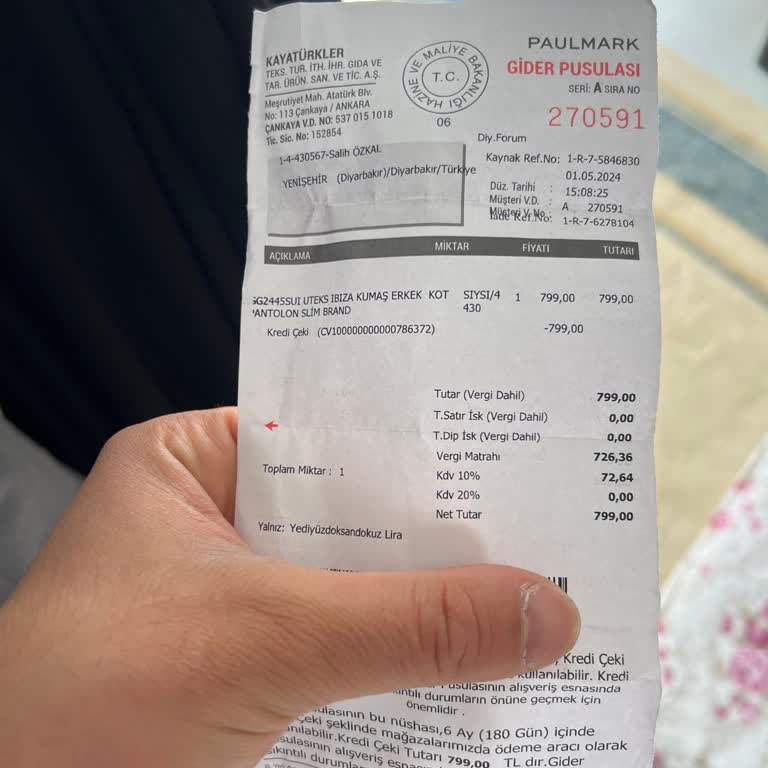 KAYATÜRKLER
TEKS. TUR. İTH. İHR. GIDA VE
TAR. ÜRÜN. SAN. VE TİC. A.Ş.
Meşrutiyet Mah. Atatürk Blv.
No: 113 Çankaya / ANKARA
ÇANKAYA V.D. NO: 537 015 1018
Tic. Sic. No: 152854
T.C. HAZİNE VE MALİYE BAKANLIĞI
06
PAULMARK
GİDER PUSULASI
SERİ: A SIRA NO
270591
1-4-430567-Salih ÖZKAL
YENİŞEHİR (Diyarbakır)/Diyarbakır/Türkiye
Diy.Forum
Kaynak Ref.No: 1-R-7-5846830
01.05.2024
Düz. Tarihi : 15:08:25
Müşteri V.D. :
Müşteri V. No : A 270591
İade Ref.No: 1-R-7-6278104
AÇIKLAMA MİKTAR FİYATI TUTARI
SG2445SUI UTEKS IBIZA KUMAŞ ERKEK KOT SIYSI/4 1 799,00 799,00
PANTOLON SLİM BRAND 430
Kredi Çeki (CV100000000000786372) -799,00
Tutar (Vergi Dahil) 799,00
T.Satır İsk (Vergi Dahil) 0,00
T.Dip İsk (Vergi Dahil) 0,00
Vergi Matrahı 726,36
Toplam Miktar : 1
Kdv 10% 72,64
Kdv 20% 0,00
Net Tutar 799,00
Yalnız: Yediyüzdoksandokuz Lira
, Kredi Çeki
kullanılabilir. Kredi
pusulasının alışveriş esnasında
durumların önüne geçmek için
önemlidir .
bu nüshası,6 Ay (180 Gün) içinde
Çeki şeklinde mağazalarımızda ödeme aracı olarak
Kredi Çeki Tutarı 799,00 TL dır.Gider
alışveriş